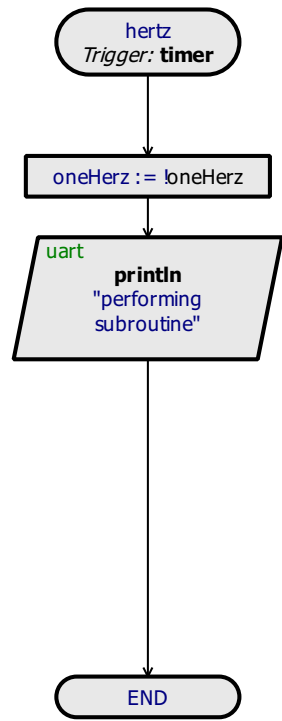 hertz
Trigger: timer
oneHerz := !oneHerz
uart
println
"performing
subroutine"
END